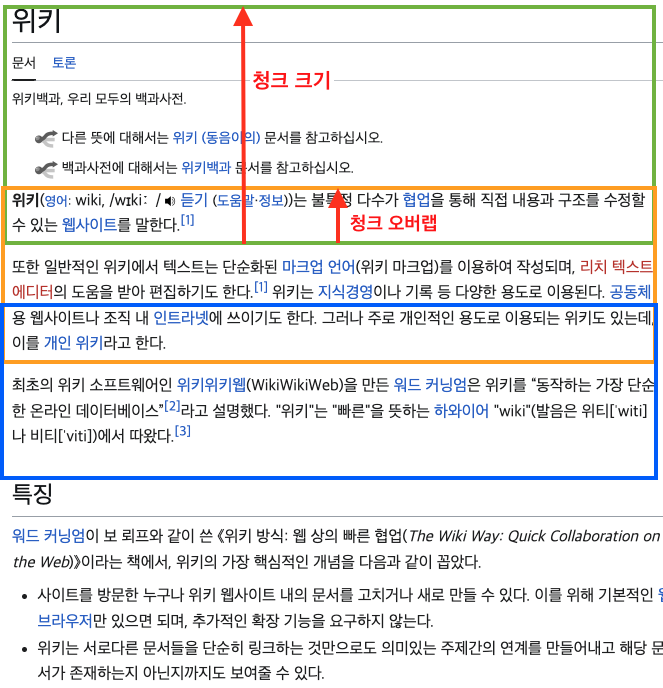 위키
문서 토론
청크 크기
위키백과, 우리 모두의 백과사전.
다른 뜻에 대해서는 위키 (동음이의) 문서를 참고하십시오.
백과사전에 대해서는 위키백과 문서를 참고하십시오.
위키(영어: wiki, /wɪkiː / 듣기 (도움말·정보))는 불특정 다수가 협업을 통해 직접 내용과 구조를 수정할
수 있는 웹사이트를 말한다.[1]
청크 오버랩
또한 일반적인 위키에서 텍스트는 단순화된 마크업 언어(위키 마크업)를 이용하여 작성되며, 리치 텍스트
에디터의 도움을 받아 편집하기도 한다.[1] 위키는 지식경영이나 기록 등 다양한 용도로 이용된다. 공동체
용 웹사이트나 조직 내 인트라넷에 쓰이기도 한다. 그러나 주로 개인적인 용도로 이용되는 위키도 있는데,
이를 개인 위키라고 한다.
최초의 위키 소프트웨어인 위키위키웹(WikiWikiWeb)을 만든 워드 커닝엄은 위키를 “동작하는 가장 단순
한 온라인 데이터베이스”[2]라고 설명했다. "위키"는 "빠른"을 뜻하는 하와이어 "wiki"(발음은 위티[ˈwiti]
나 비티[ˈviti])에서 따왔다.[3]
특징
워드 커닝엄이 보 뢰프와 같이 쓴 《위키 방식: 웹 상의 빠른 협업(The Wiki Way: Quick Collaboration on
the Web)》이라는 책에서, 위키의 가장 핵심적인 개념을 다음과 같이 꼽았다.
• 사이트를 방문한 누구나 위키 웹사이트 내의 문서를 고치거나 새로 만들 수 있다. 이를 위해 기본적인
브라우저만 있으면 되며, 추가적인 확장 기능을 요구하지 않는다.
• 위키는 서로다른 문서들을 단순히 링크하는 것만으로도 의미있는 주제간의 연계를 만들어내고 해당 문
서가 존재하는지 아닌지까지도 보여줄 수 있다.